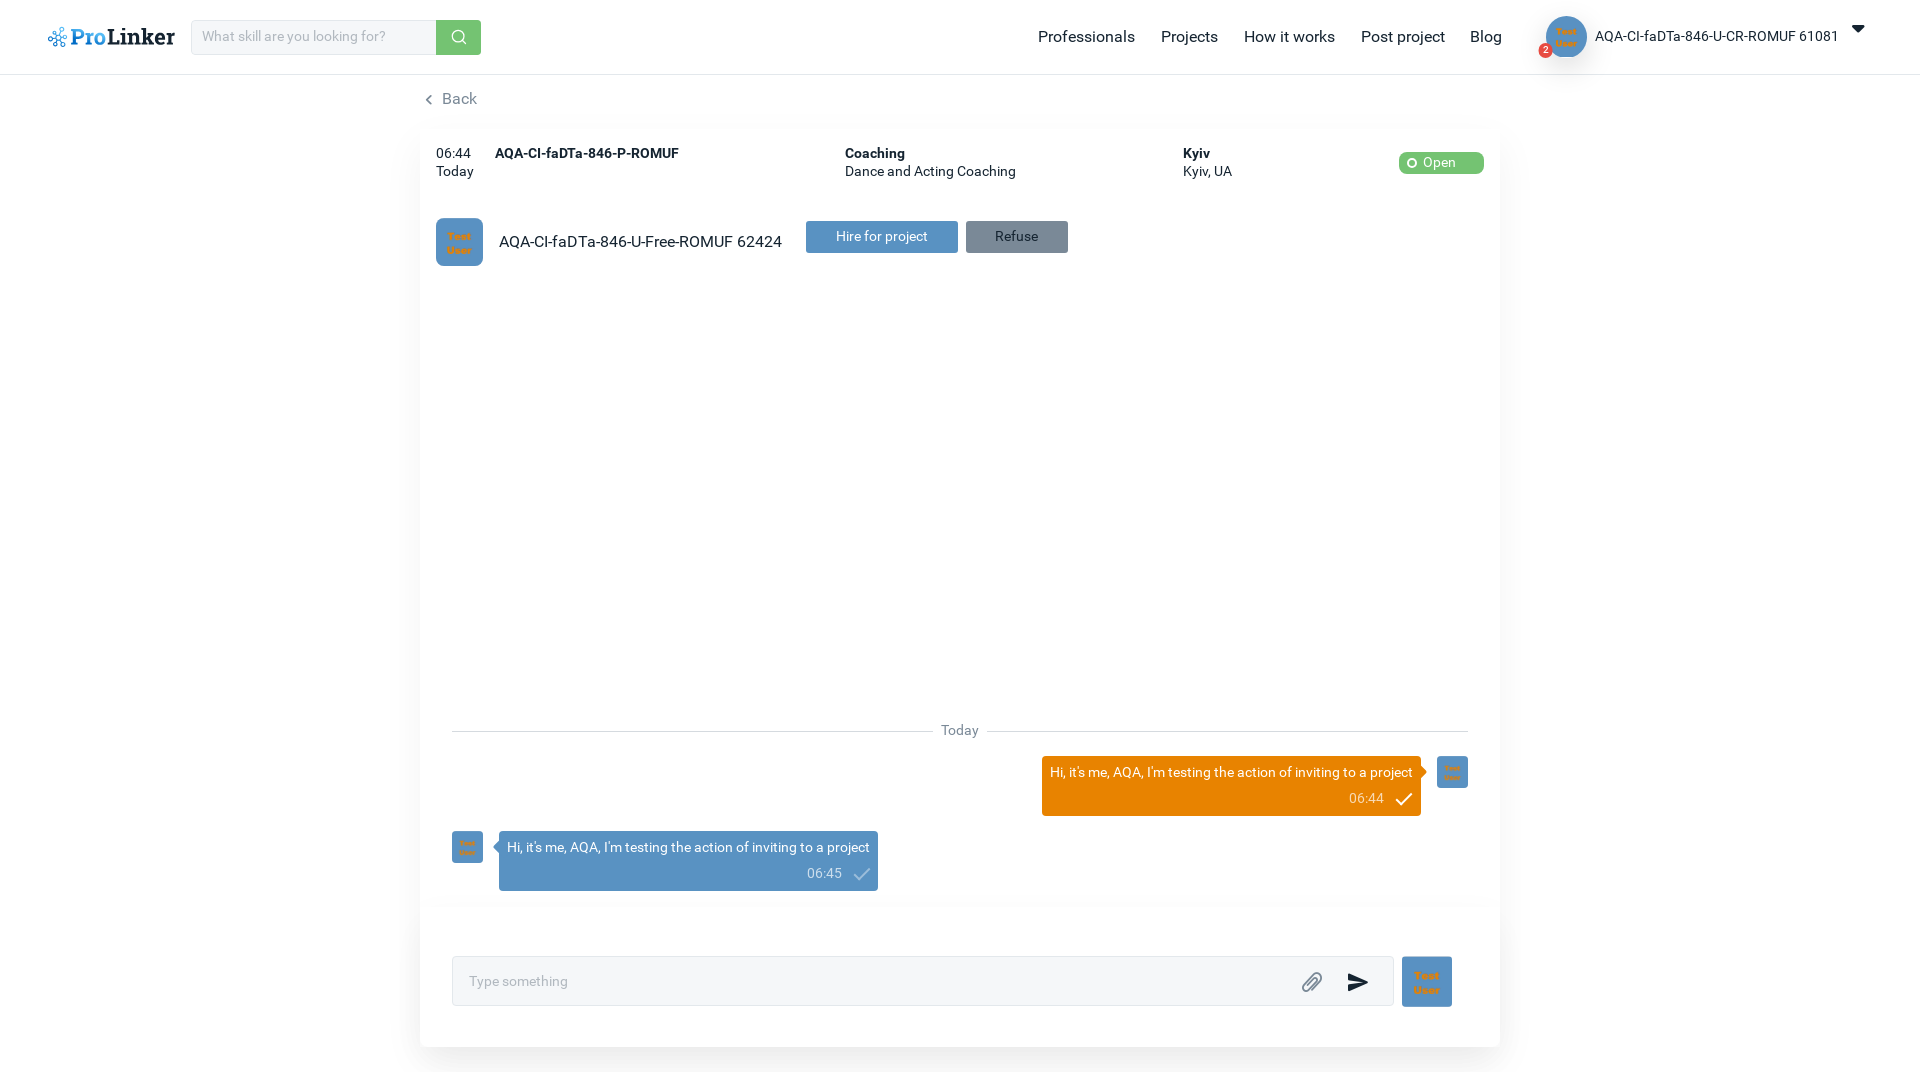 ProLinker
What skill are you looking for?
Professionals
Projects
How it works
Post project
Blog
Test
User
2
AQA-CI-faDTa-846-U-CR-ROMUF 61081
Back
06:44
Today
AQA-CI-faDTa-846-P-ROMUF
Coaching
Dance and Acting Coaching
Kyiv
Kyiv, UA
Open
Test
User
AQA-CI-faDTa-846-U-Free-ROMUF 62424
Hire for project
Refuse
Today
Hi, it's me, AQA, I'm testing the action of inviting to a project
06:44
Test
User
Test
User
Hi, it's me, AQA, I'm testing the action of inviting to a project
06:45
Type something
Test
User